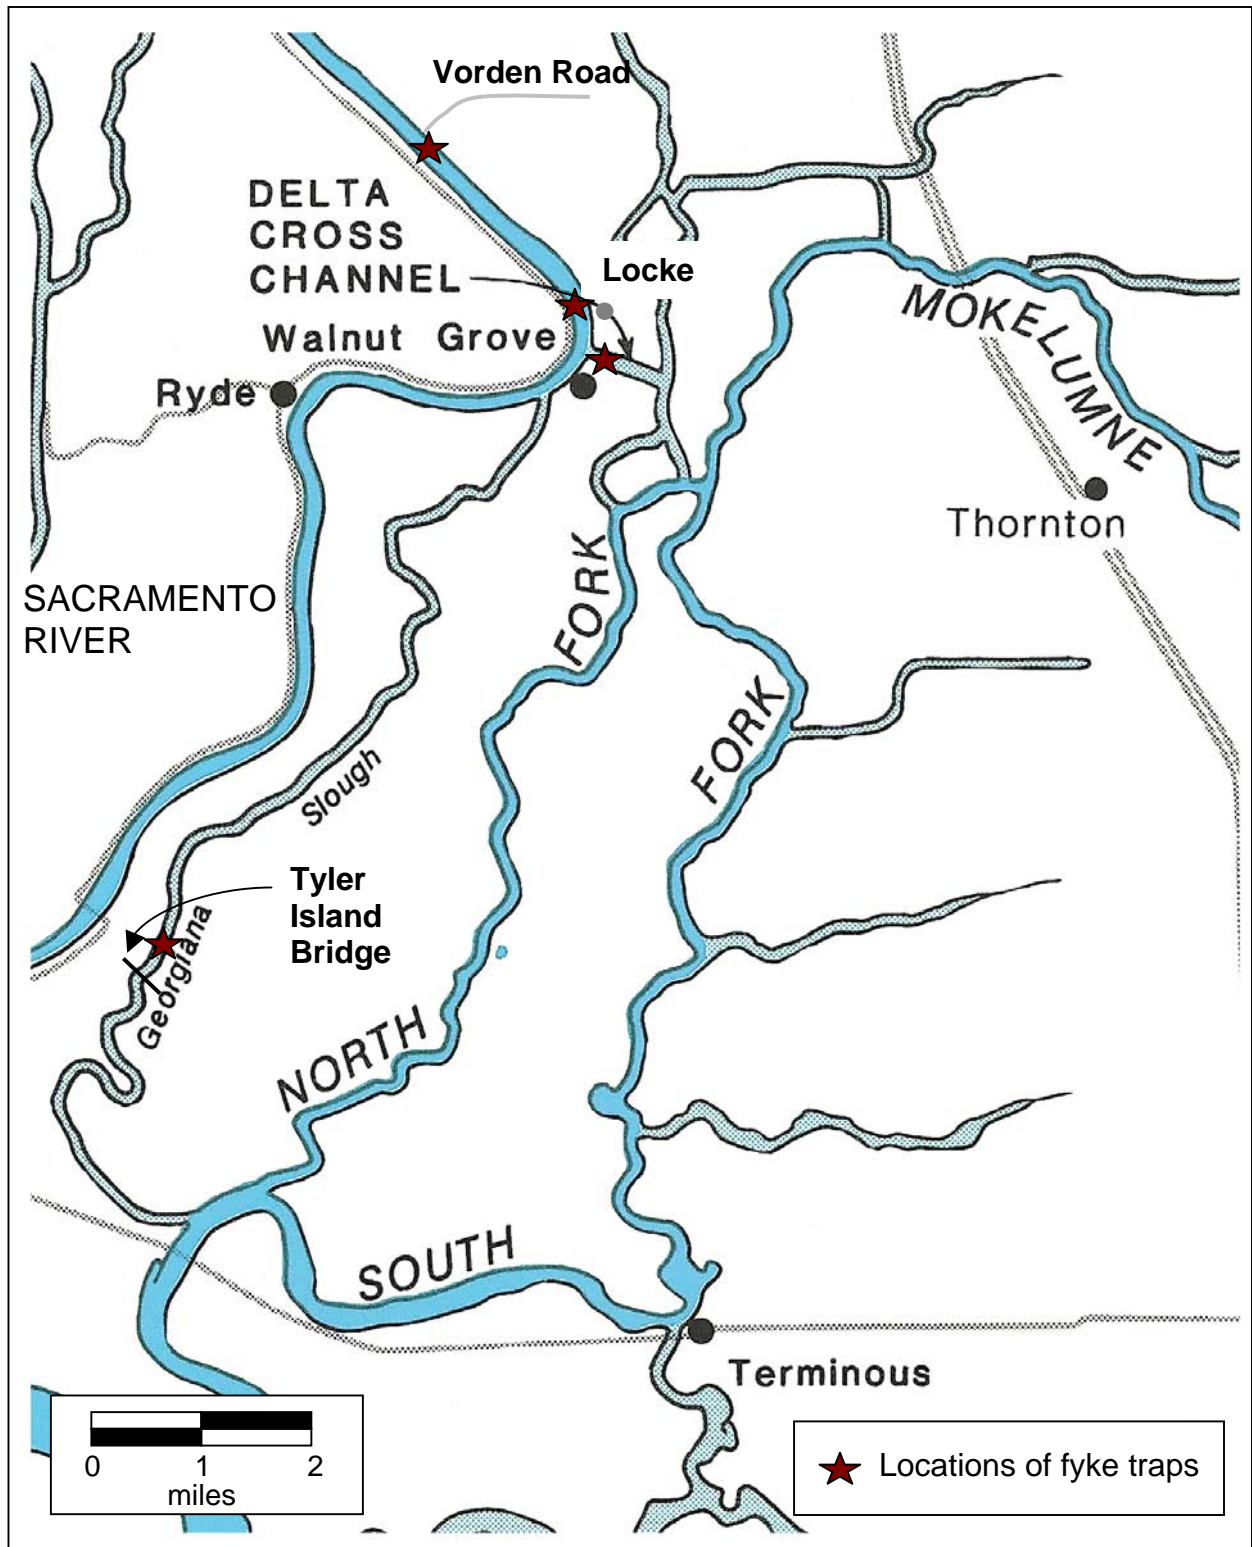 Vorden Road
DELTA
CROSS
CHANNEL
Locke
Walnut Grove
Ryde
MOKELUMNE
Thornton
SACRAMENTO
RIVER
FORK
FORK
Slough
Tyler
Island
Bridge
Georgiana
NORTH
SOUTH
Terminous
0 1 2
miles
Locations of fyke traps